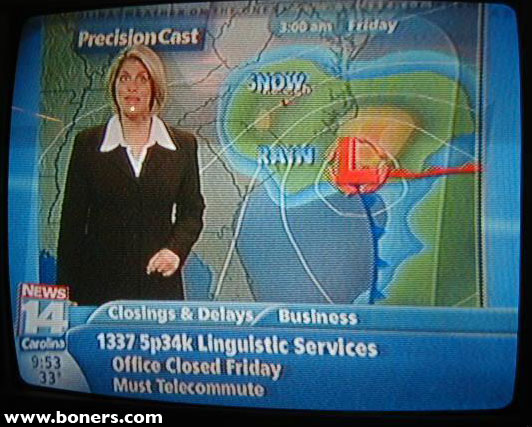 PrecisionCast
3:00 am Friday
SNOW
RAIN
L
NEWS
14
Carolina
9:53
33°
Closings & Delays / Business
1337 5p34k Linguistic Services
Office Closed Friday
Must Telecommute
www.boners.com